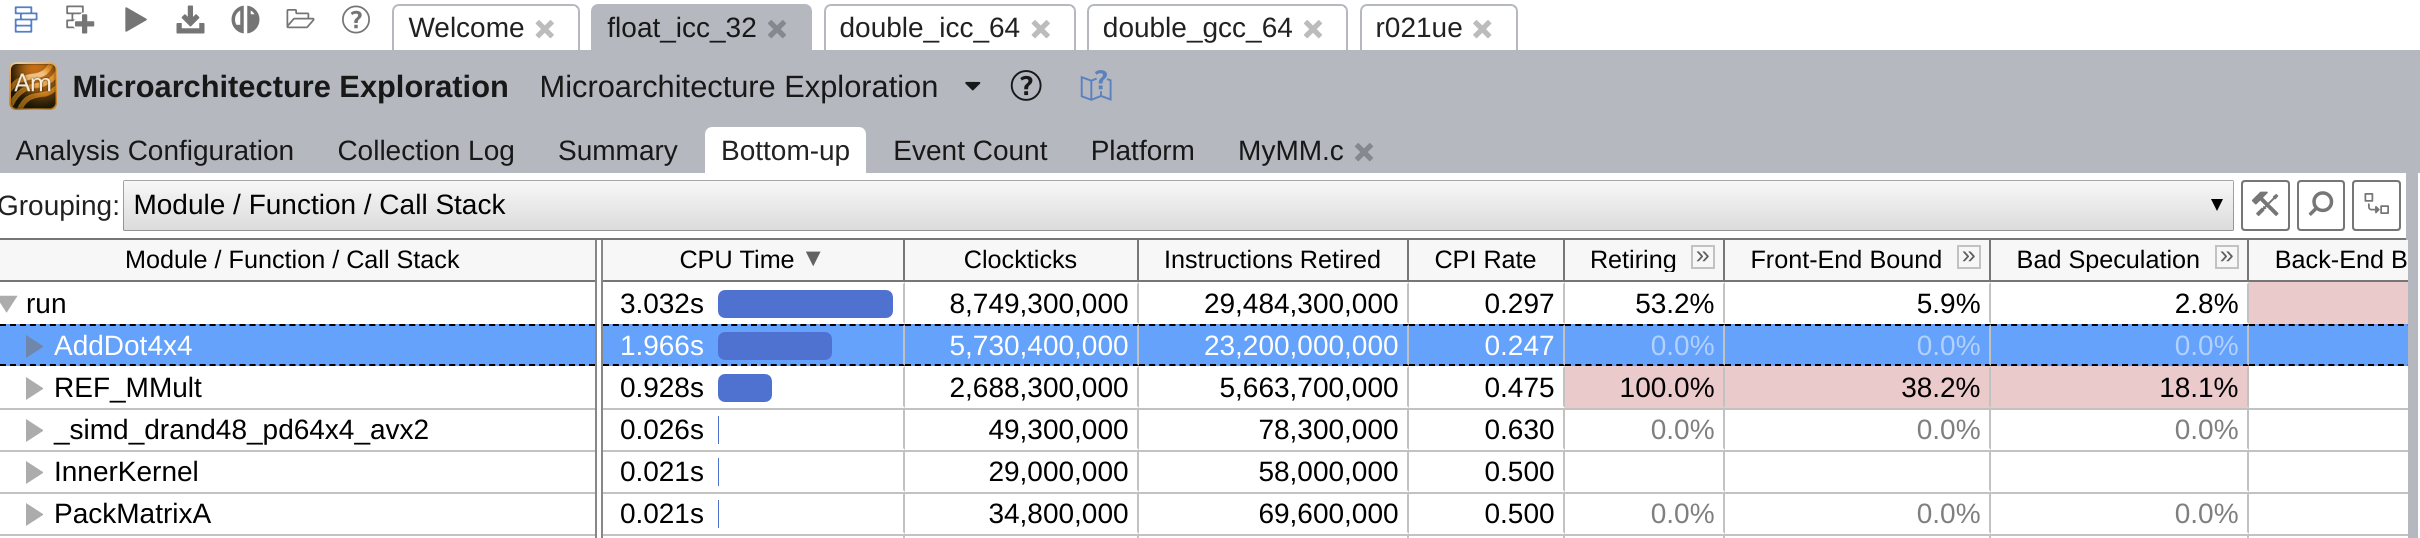 Welcome float_icc_32 double_icc_64 double_gcc_64 r021ue
Am Microarchitecture Exploration Microarchitecture Exploration
Analysis Configuration Collection Log Summary Bottom-up Event Count Platform MyMM.c
Grouping: Module / Function / Call Stack
Module / Function / Call Stack CPU Time Clockticks Instructions Retired CPI Rate Retiring Front-End Bound Bad Speculation Back-End B
run 3.032s 8,749,300,000 29,484,300,000 0.297 53.2% 5.9% 2.8%
AddDot4x4 1.966s 5,730,400,000 23,200,000,000 0.247 0.0% 0.0% 0.0%
REF_MMult 0.928s 2,688,300,000 5,663,700,000 0.475 100.0% 38.2% 18.1%
_simd_drand48_pd64x4_avx2 0.026s 49,300,000 78,300,000 0.630 0.0% 0.0% 0.0%
InnerKernel 0.021s 29,000,000 58,000,000 0.500
PackMatrixA 0.021s 34,800,000 69,600,000 0.500 0.0% 0.0% 0.0%